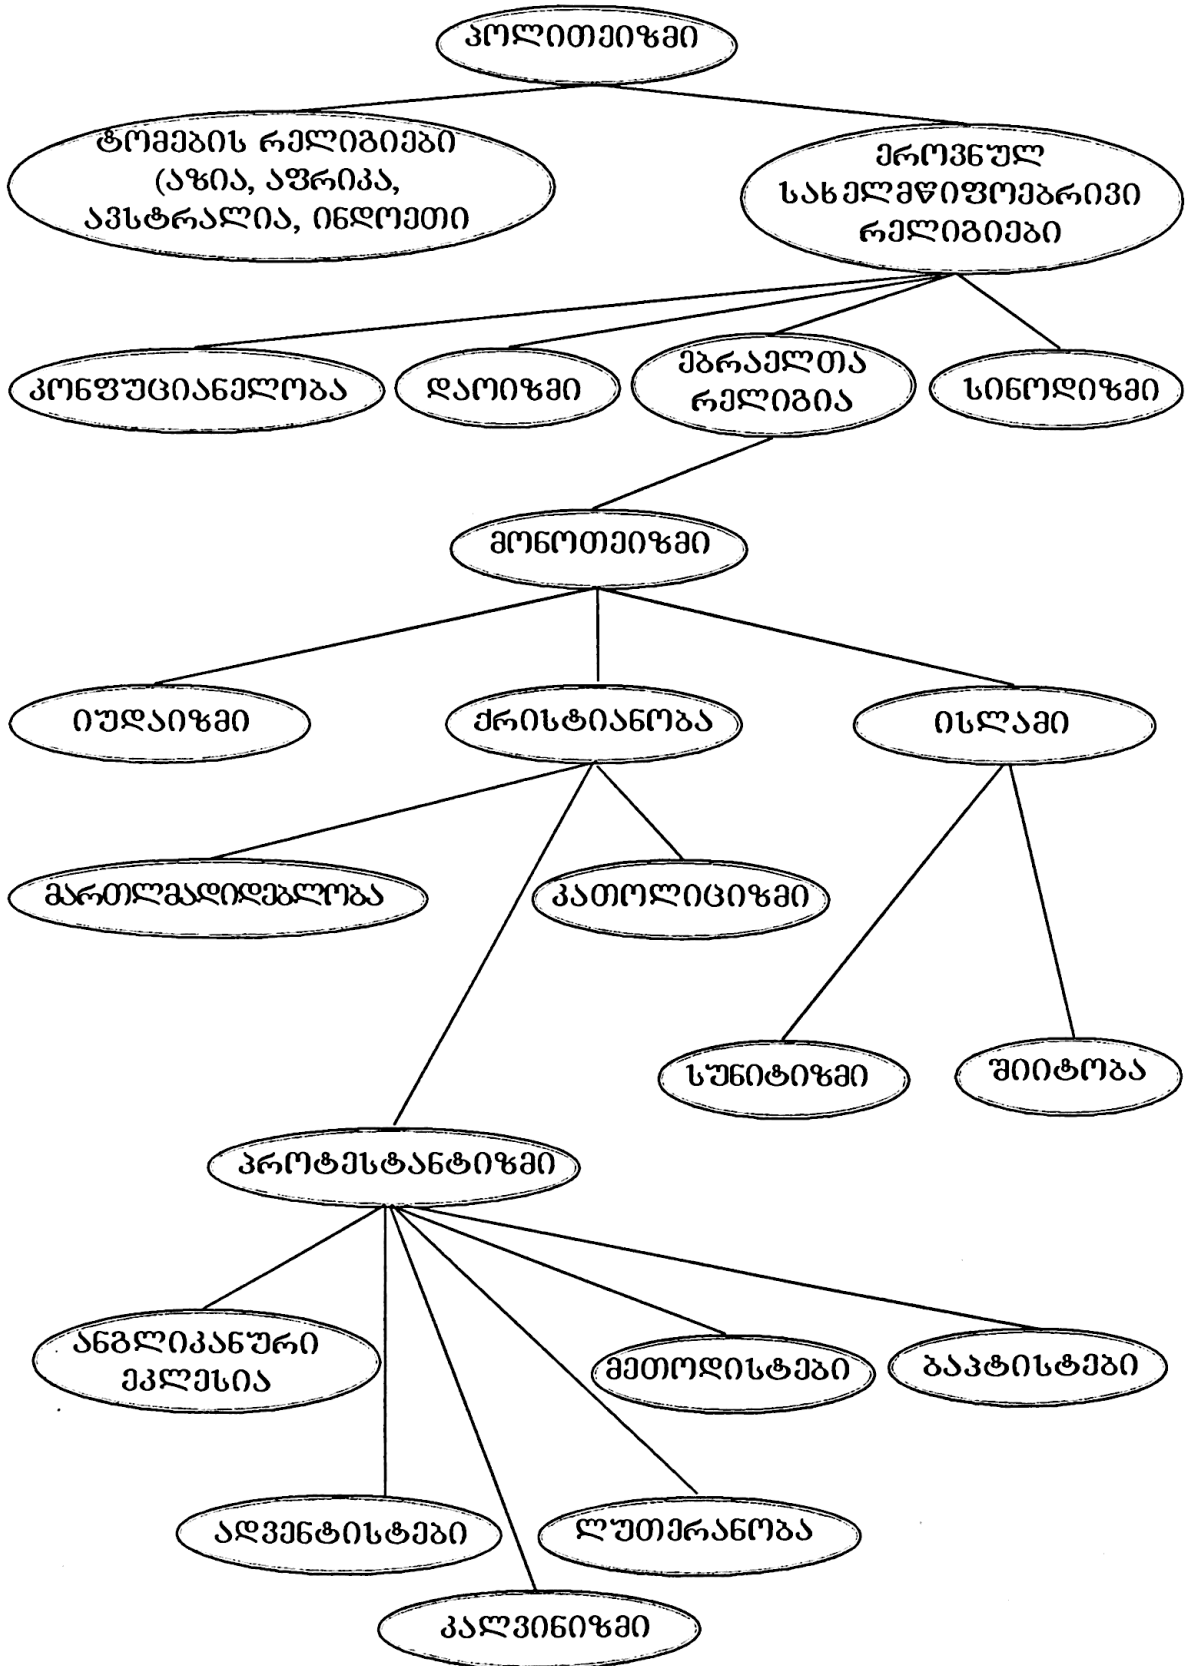 პოლითეიზმი
ტომების რელიგიები
(აზია, აფრიკა,
ავსტრალია, ინდოეთი
ეროვნულ
სახელმწიფოებრივი
რელიგიები
კონფუციანელობა
დაოიზმი
ებრაელთა
რელიგია
სინოდიზმი
მონოთეიზმი
იუდაიზმი
ქრისტიანობა
ისლამი
მართლმადიდებლობა
კათოლიციზმი
სუნიტიზმი
შიიტობა
პროტესტანტიზმი
ანგლიკანური
ეკლესია
მეთოდისტები
ბაპტისტები
ადვენტისტები
ლუთერანობა
კალვინიზმი